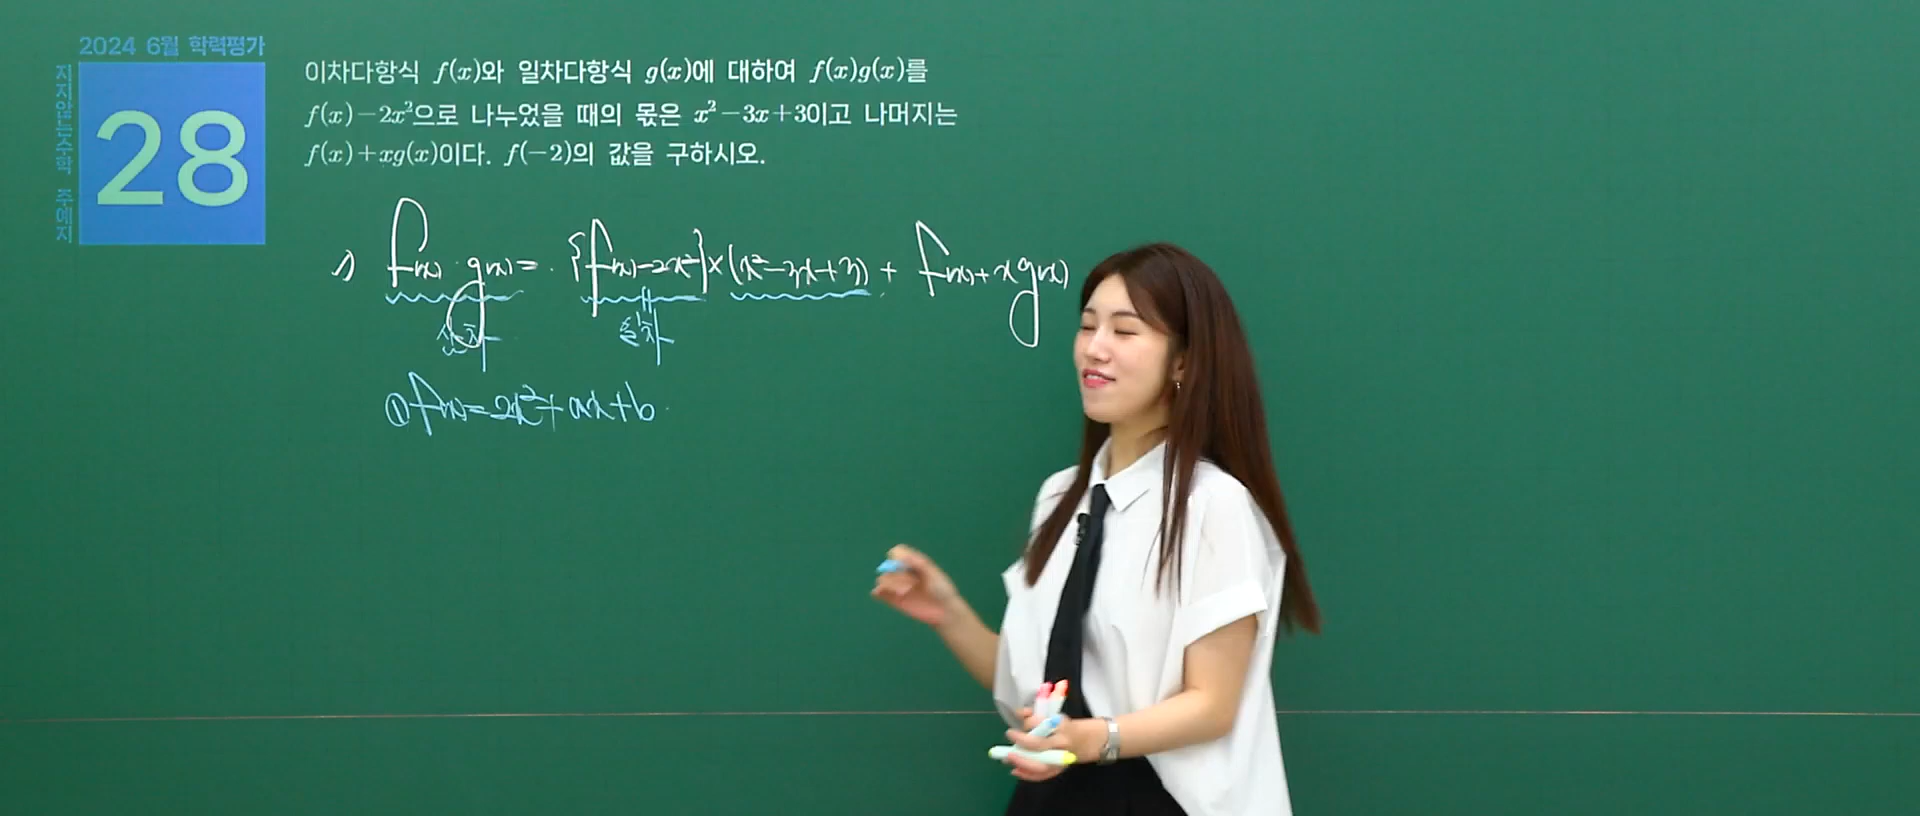 2024 6월 학력평가
지지않는수학 주예지
28
이차다항식 f(x)와 일차다항식 g(x)에 대하여 f(x)g(x)를
f(x)-2x²으로 나누었을 때의 몫은 x²-3x+3이고 나머지는
f(x)+xg(x)이다. f(-2)의 값을 구하시오.
1) f(x)·g(x)= {f(x)-2x²}×(x²-3x+3)+f(x)+xg(x)
삼차 일차
① f(x)=2x²+ax+b